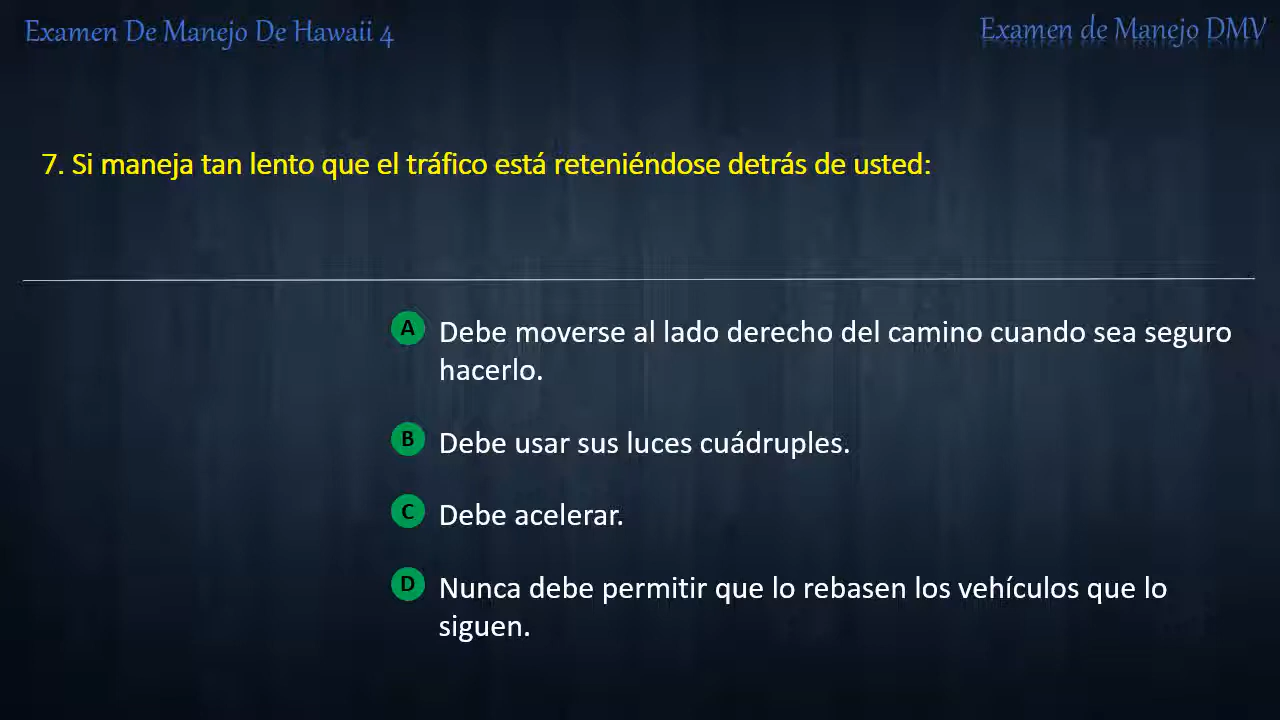 Examen De Manejo De Hawaii 4
Examen de Manejo DMV
7. Si maneja tan lento que el tráfico está reteniéndose detrás de usted:
A Debe moverse al lado derecho del camino cuando sea seguro
hacerlo.
B Debe usar sus luces cuádruples.
C Debe acelerar.
D Nunca debe permitir que lo rebasen los vehículos que lo
siguen.